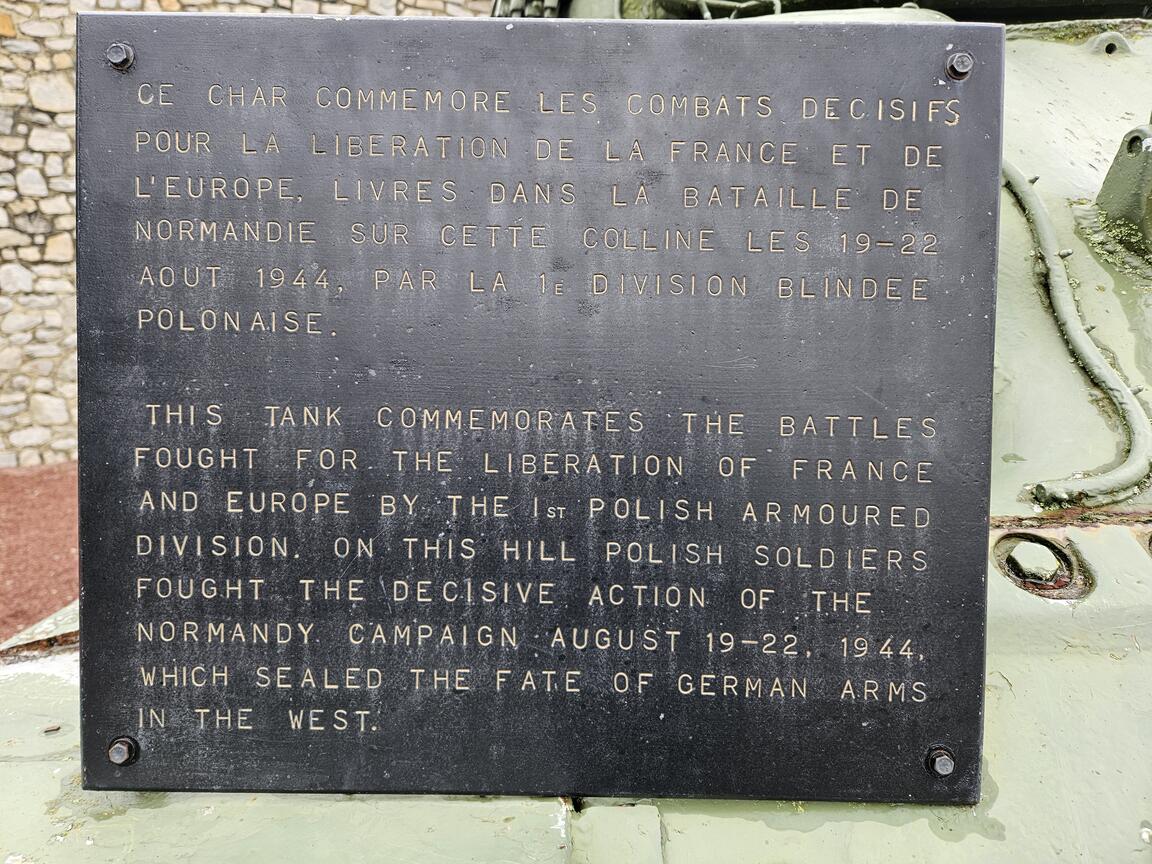 CE CHAR COMMEMORE LES COMBATS DECISIFS
POUR LA LIBERATION DE LA FRANCE ET DE
L'EUROPE, LIVRES DANS LA BATAILLE DE
NORMANDIE SUR CETTE COLLINE LES 19-22
AOUT 1944, PAR LA 1E DIVISION BLINDEE
POLONAISE.
THIS TANK COMMEMORATES THE BATTLES
FOUGHT FOR THE LIBERATION OF FRANCE
AND EUROPE BY THE 1ST POLISH ARMOURED
DIVISION. ON THIS HILL POLISH SOLDIERS
FOUGHT THE DECISIVE ACTION OF THE
NORMANDY CAMPAIGN AUGUST 19-22, 1944,
WHICH SEALED THE FATE OF GERMAN ARMS
IN THE WEST.